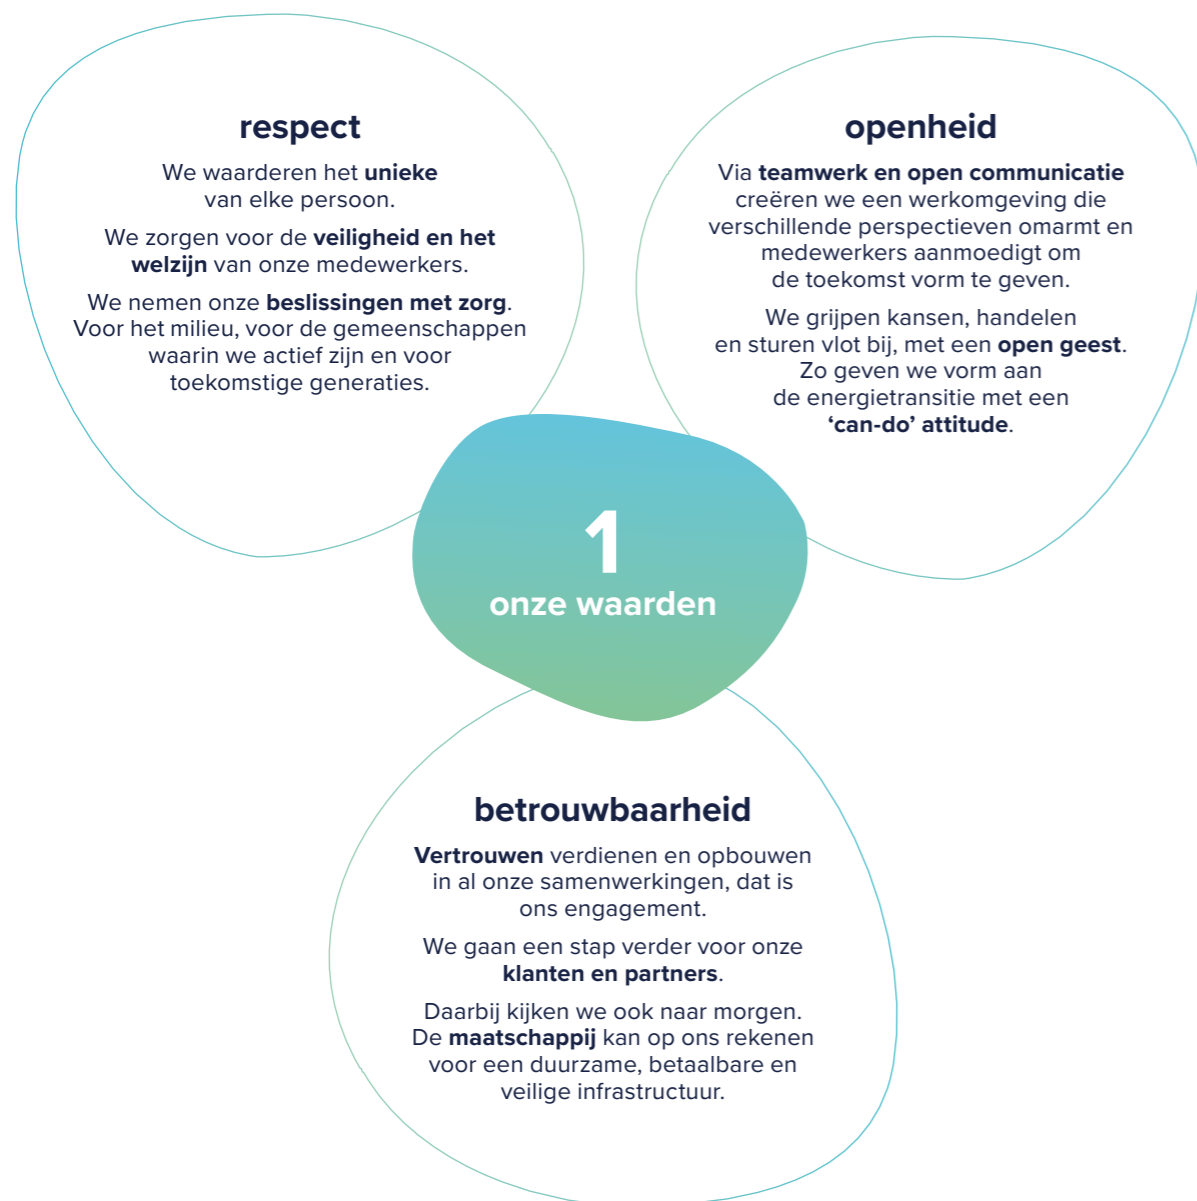 respect
We waarderen het unieke
van elke persoon.
We zorgen voor de veiligheid en het
welzijn van onze medewerkers.
We nemen onze beslissingen met zorg.
Voor het milieu, voor de gemeenschappen
waarin we actief zijn en voor
toekomstige generaties.
openheid
Via teamwerk en open communicatie
creëren we een werkomgeving die
verschillende perspectieven omarmt en
medewerkers aanmoedigt om
de toekomst vorm te geven.
We grijpen kansen, handelen
en sturen vlot bij, met een open geest.
Zo geven we vorm aan
de energietransitie met een
‘can-do’ attitude.
1
onze waarden
betrouwbaarheid
Vertrouwen verdienen en opbouwen
in al onze samenwerkingen, dat is
ons engagement.
We gaan een stap verder voor onze
klanten en partners.
Daarbij kijken we ook naar morgen.
De maatschappij kan op ons rekenen
voor een duurzame, betaalbare en
veilige infrastructuur.